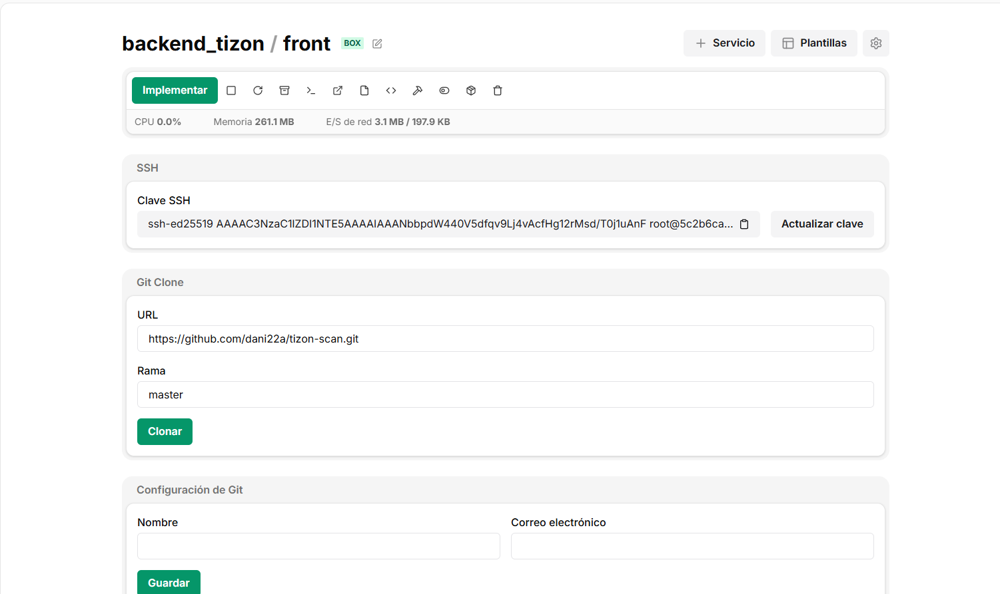 backend_tizon / front BOX
Servicio
Plantillas
Implementar
CPU 0.0% Memoria 261.1 MB E/S de red 3.1 MB / 197.9 KB
SSH
Clave SSH
ssh-ed25519 AAAAC3NzaC1lZDI1NTE5AAAAIAAANbbpdW440V5dfqv9Lj4vAcfHg12rMsd/T0j1uAnF root@5c2b6ca...
Actualizar clave
Git Clone
URL
https://github.com/dani22a/tizon-scan.git
Rama
master
Clonar
Configuración de Git
Nombre
Correo electrónico
Guardar